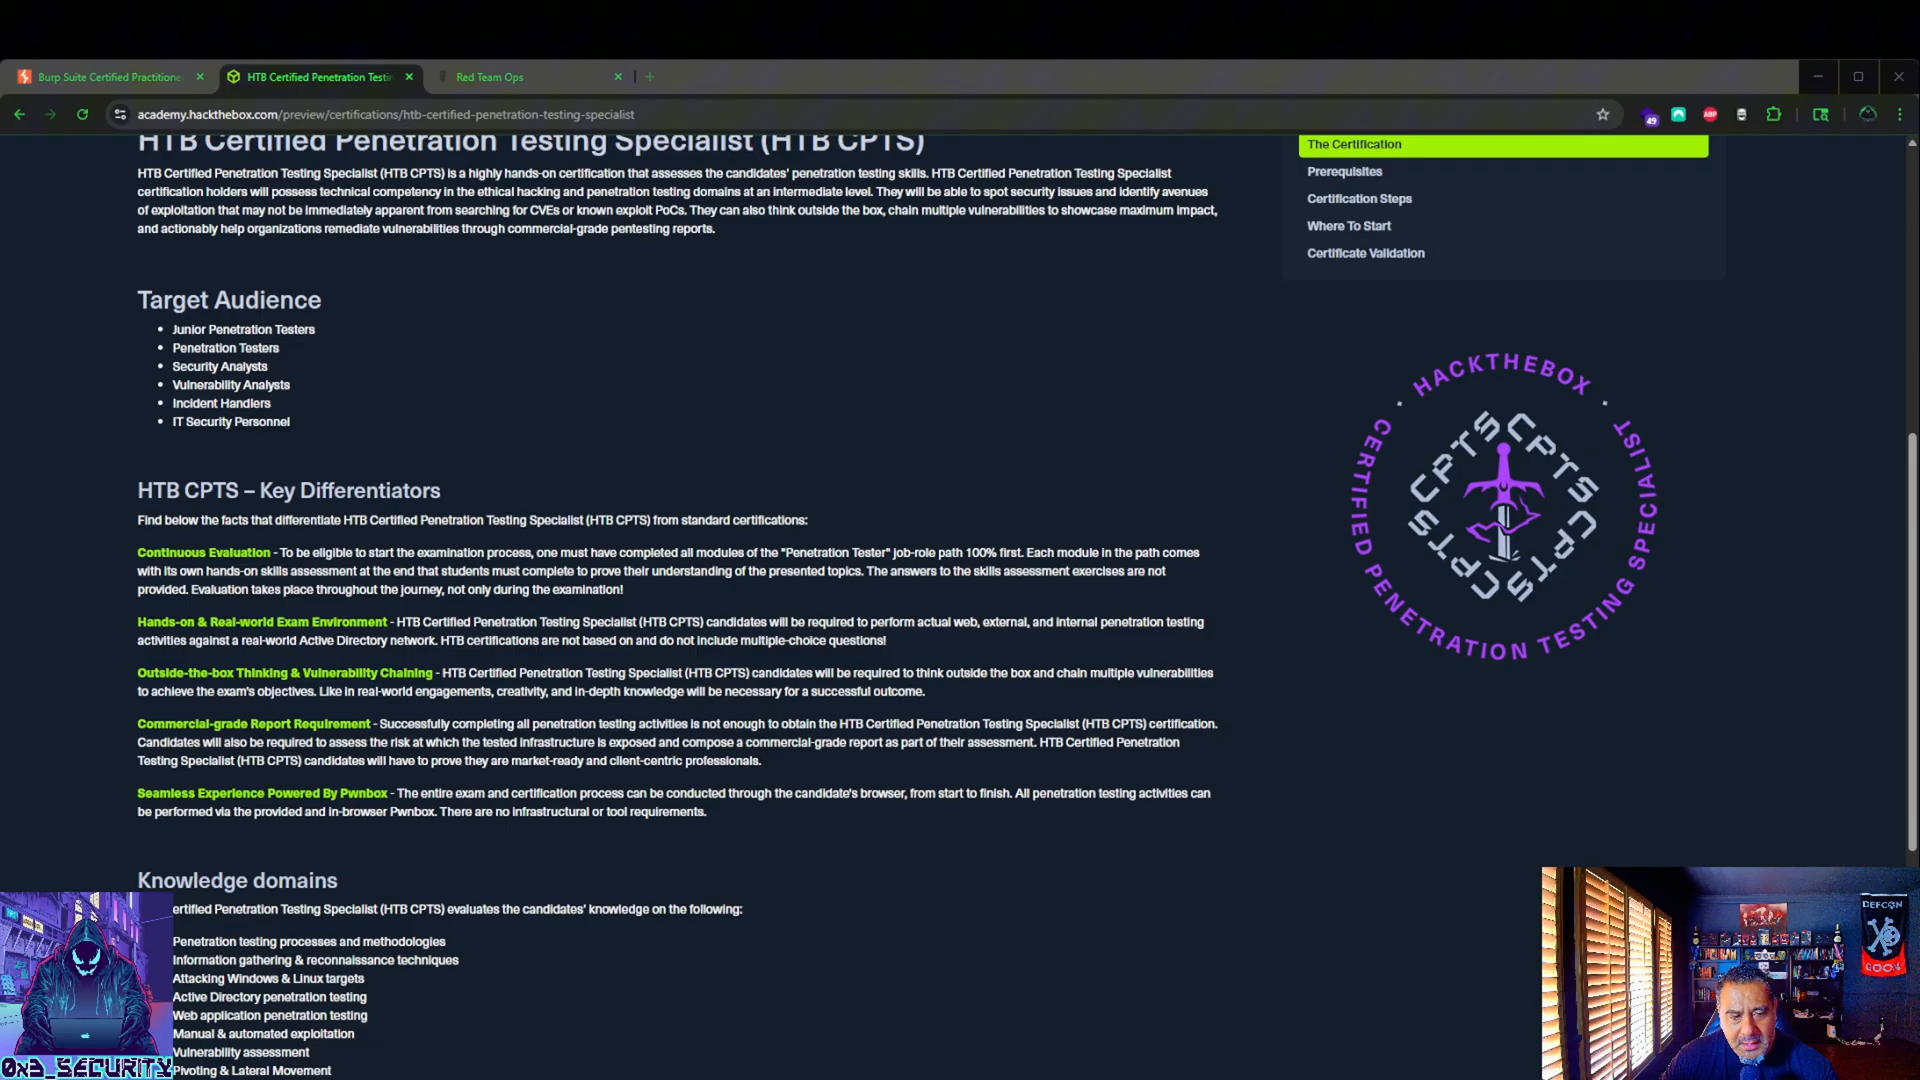 Burp Suite Certified Practitione
HTB Certified Penetration Testin
Red Team Ops
academy.hackthebox.com/preview/certifications/htb-certified-penetration-testing-specialist
49
ABP
HTB Certified Penetration Testing Specialist (HTB CPTS)
HTB Certified Penetration Testing Specialist (HTB CPTS) is a highly hands-on certification that assesses the candidates' penetration testing skills. HTB Certified Penetration Testing Specialist
certification holders will possess technical competency in the ethical hacking and penetration testing domains at an intermediate level. They will be able to spot security issues and identify avenues
of exploitation that may not be immediately apparent from searching for CVEs or known exploit PoCs. They can also think outside the box, chain multiple vulnerabilities to showcase maximum impact,
and actionably help organizations remediate vulnerabilities through commercial-grade pentesting reports.
Target Audience
Junior Penetration Testers
Penetration Testers
Security Analysts
Vulnerability Analysts
Incident Handlers
IT Security Personnel
HTB CPTS – Key Differentiators
Find below the facts that differentiate HTB Certified Penetration Testing Specialist (HTB CPTS) from standard certifications:
Continuous Evaluation - To be eligible to start the examination process, one must have completed all modules of the "Penetration Tester" job-role path 100% first. Each module in the path comes
with its own hands-on skills assessment at the end that students must complete to prove their understanding of the presented topics. The answers to the skills assessment exercises are not
provided. Evaluation takes place throughout the journey, not only during the examination!
Hands-on & Real-world Exam Environment - HTB Certified Penetration Testing Specialist (HTB CPTS) candidates will be required to perform actual web, external, and internal penetration testing
activities against a real-world Active Directory network. HTB certifications are not based on and do not include multiple-choice questions!
Outside-the-box Thinking & Vulnerability Chaining - HTB Certified Penetration Testing Specialist (HTB CPTS) candidates will be required to think outside the box and chain multiple vulnerabilities
to achieve the exam's objectives. Like in real-world engagements, creativity, and in-depth knowledge will be necessary for a successful outcome.
Commercial-grade Report Requirement - Successfully completing all penetration testing activities is not enough to obtain the HTB Certified Penetration Testing Specialist (HTB CPTS) certification.
Candidates will also be required to assess the risk at which the tested infrastructure is exposed and compose a commercial-grade report as part of their assessment. HTB Certified Penetration
Testing Specialist (HTB CPTS) candidates will have to prove they are market-ready and client-centric professionals.
Seamless Experience Powered By Pwnbox - The entire exam and certification process can be conducted through the candidate's browser, from start to finish. All penetration testing activities can
be performed via the provided and in-browser Pwnbox. There are no infrastructural or tool requirements.
Knowledge domains
ertified Penetration Testing Specialist (HTB CPTS) evaluates the candidates' knowledge on the following:
Penetration testing processes and methodologies
Information gathering & reconnaissance techniques
Attacking Windows & Linux targets
Active Directory penetration testing
Web application penetration testing
Manual & automated exploitation
Vulnerability assessment
Pivoting & Lateral Movement
The Certification
Prerequisites
Certification Steps
Where To Start
Certificate Validation
HACKTHEBOX
CERTIFIED PENETRATION TESTING SPECIALIST
CPTS CPTS CPTS CPTS
0x3_SECURITY
DEFCON
GOON